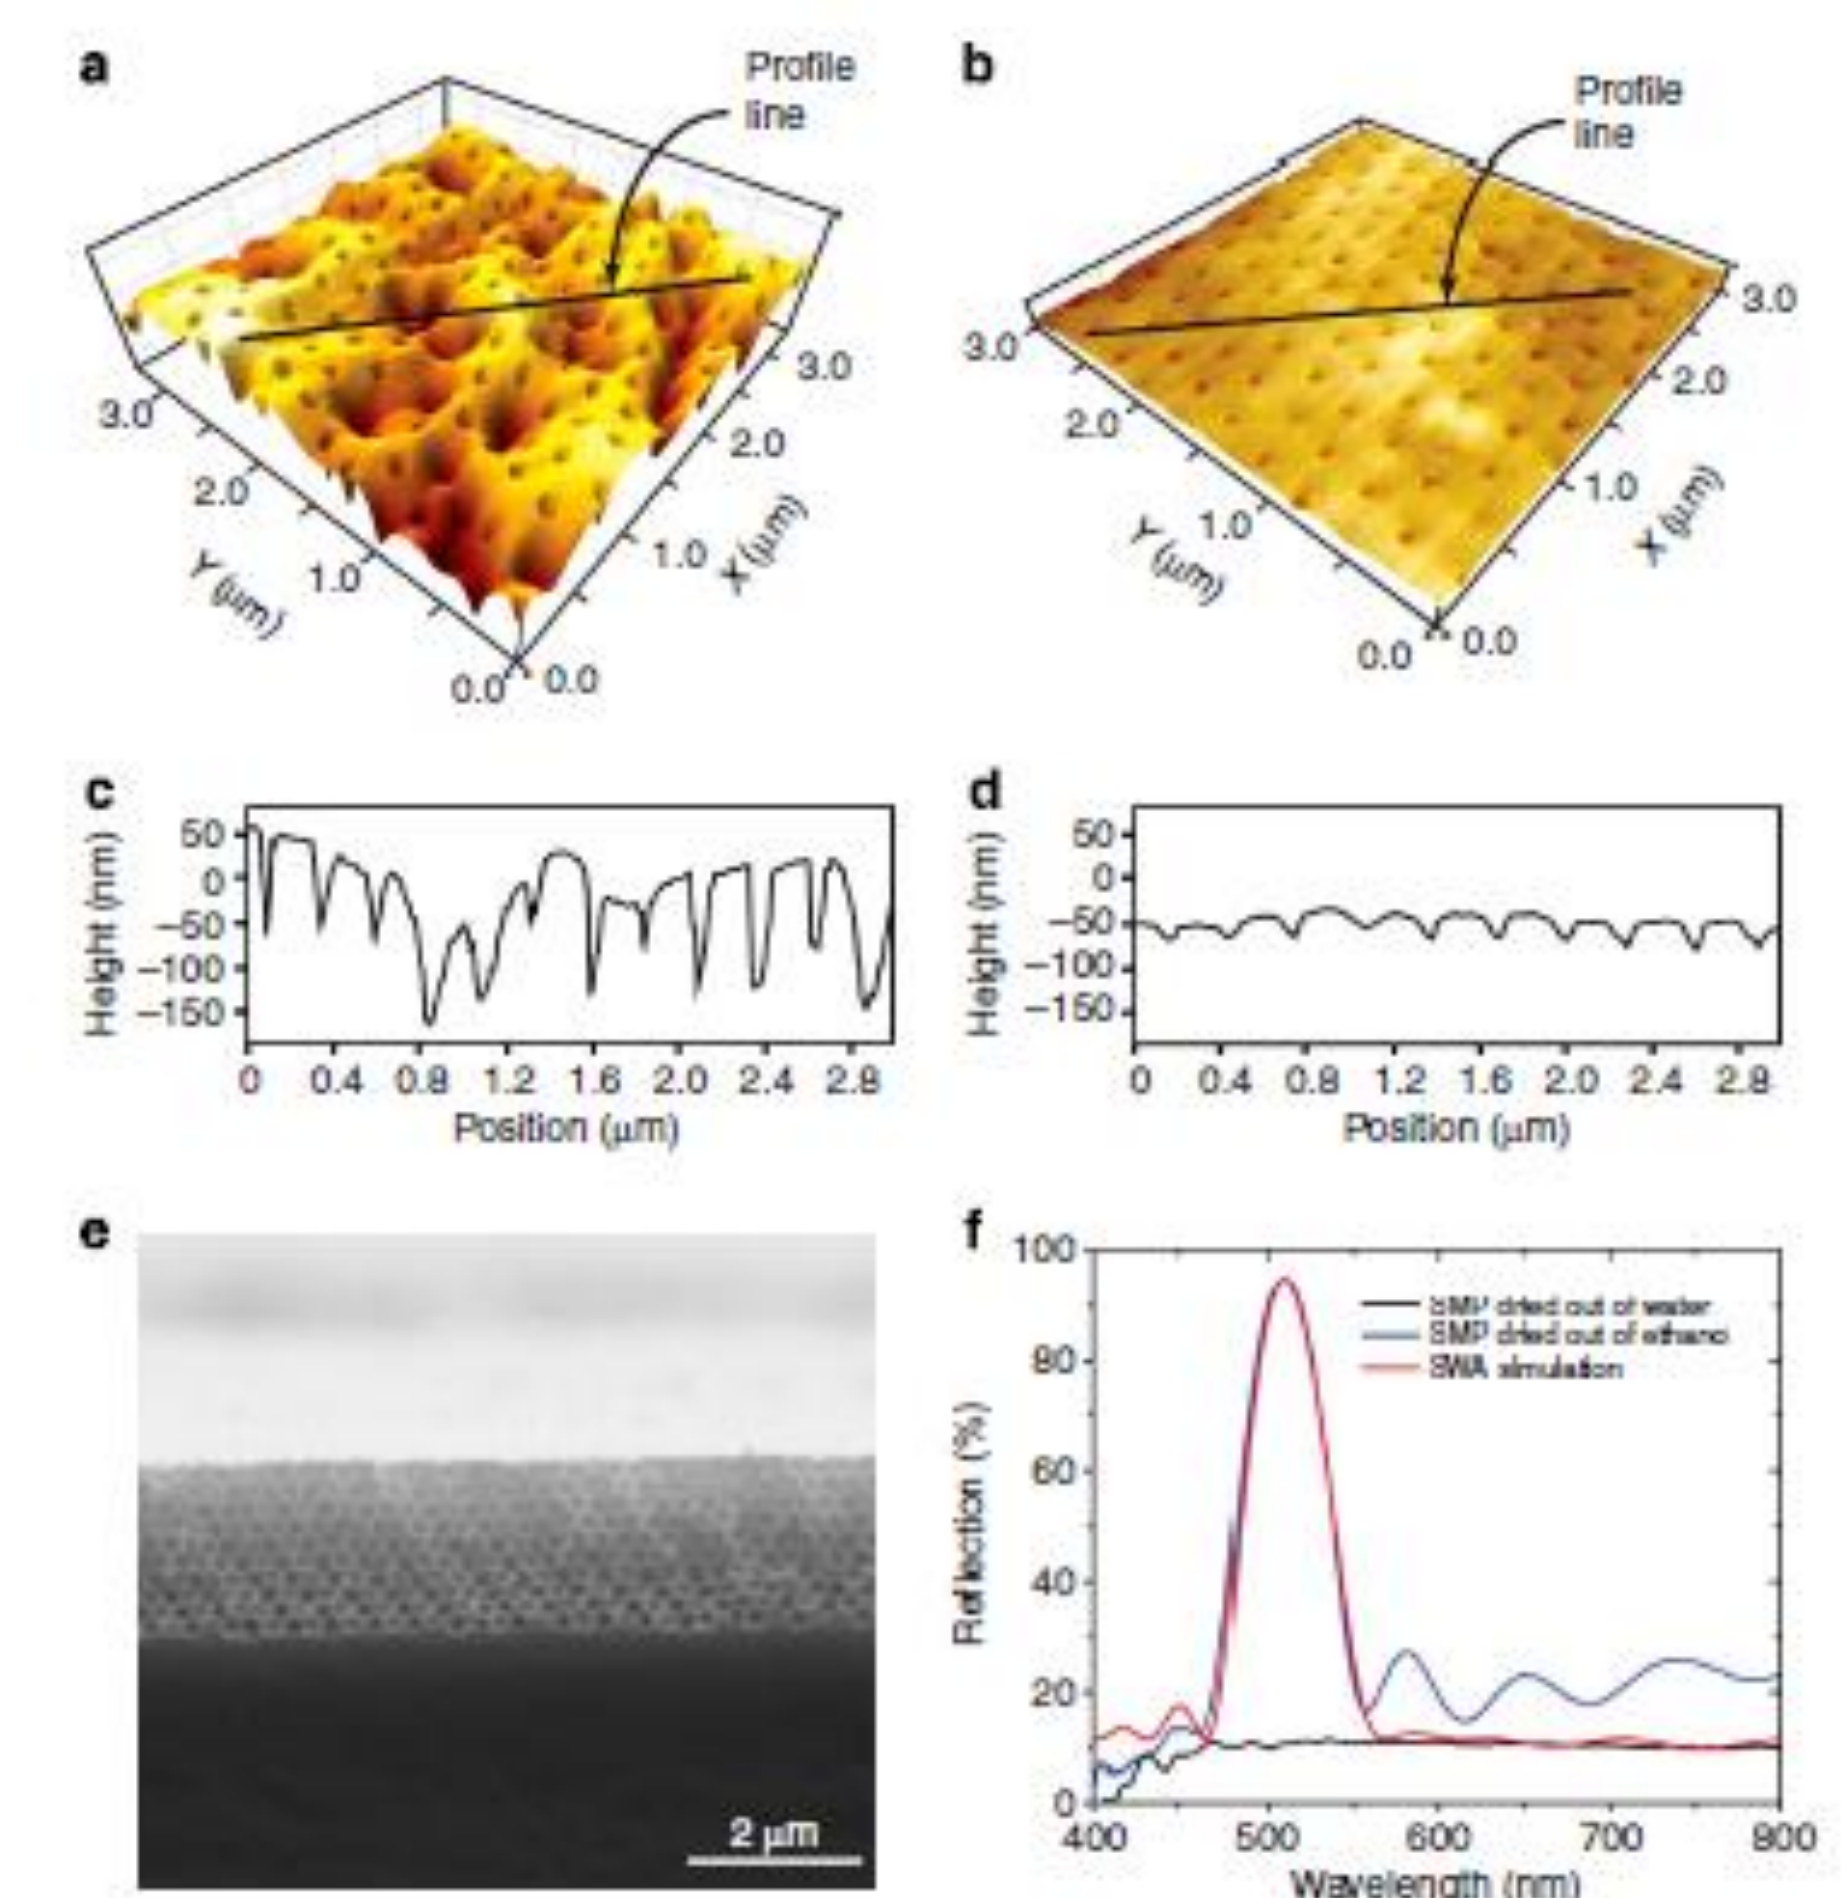 a
Profile
line
3.0
2.0
1.0
0.0
Y (μm)
0.0
1.0
2.0
3.0
X (μm)
b
Profile
line
3.0
2.0
1.0
0.0
Y (μm)
0.0
1.0
2.0
3.0
X (μm)
c
Height (nm)
50
0
−50
−100
−150
0 0.4 0.8 1.2 1.6 2.0 2.4 2.8
Position (μm)
d
Height (nm)
50
0
−50
−100
−150
0 0.4 0.8 1.2 1.6 2.0 2.4 2.8
Position (μm)
e
2 μm
f
Reflection (%)
100
80
60
40
20
0
SMP dried out of water
SMP dried out of ethanol
SWA simulation
400 500 600 700 800
Wavelength (nm)